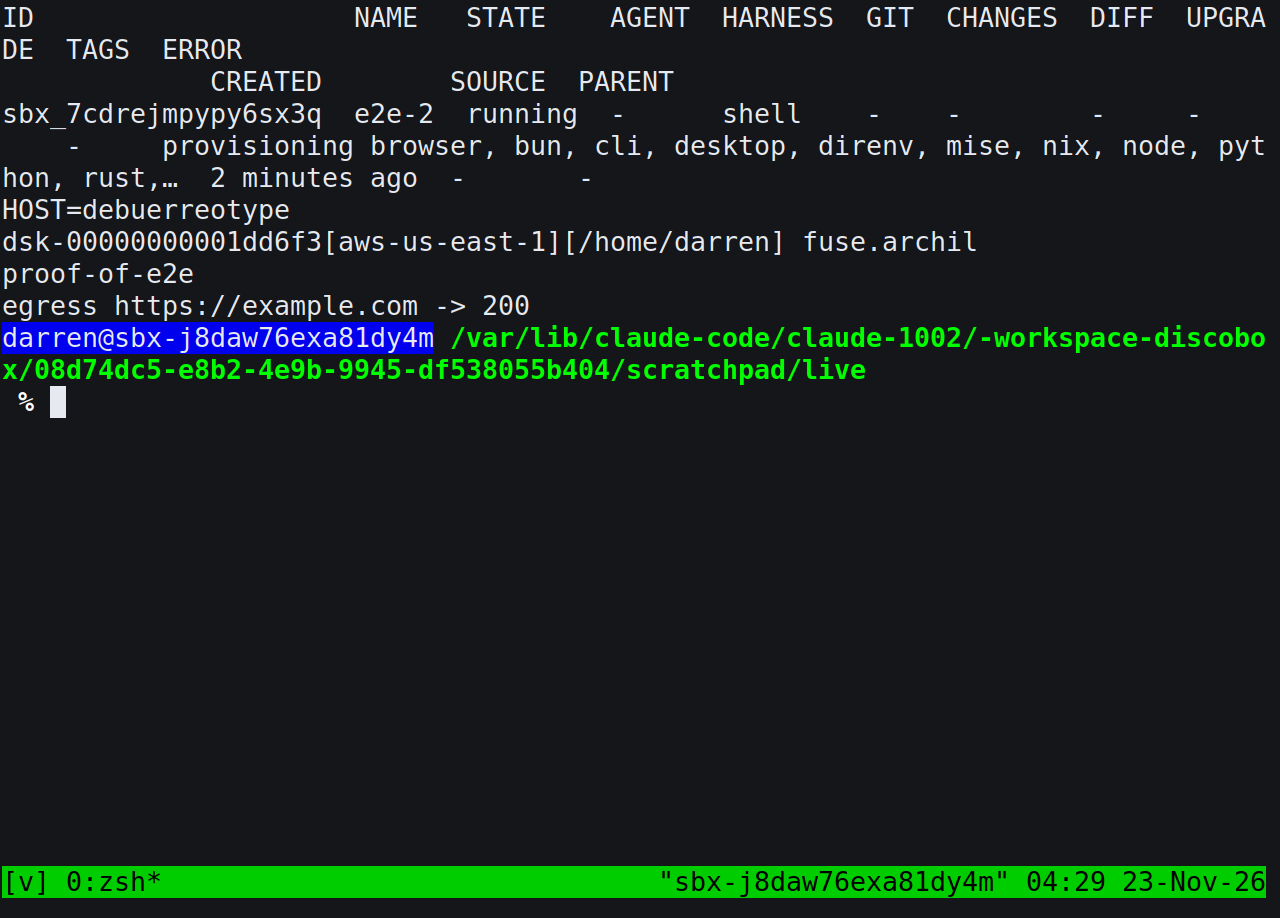 ID                    NAME   STATE    AGENT  HARNESS  GIT  CHANGES  DIFF  UPGRA
DE  TAGS  ERROR
             CREATED        SOURCE  PARENT
sbx_7cdrejmpypy6sx3q  e2e-2  running  -      shell    -    -        -     -
    -     provisioning browser, bun, cli, desktop, direnv, mise, nix, node, pyt
hon, rust,…  2 minutes ago  -       -
HOST=debuerreotype
dsk-00000000001dd6f3[aws-us-east-1][/home/darren] fuse.archil
proof-of-e2e
egress https://example.com -> 200
darren@sbx-j8daw76exa81dy4m /var/lib/claude-code/claude-1002/-workspace-discobo
x/08d74dc5-e8b2-4e9b-9945-df538055b404/scratchpad/live
 %
[v] 0:zsh*                               "sbx-j8daw76exa81dy4m" 04:29 23-Nov-26